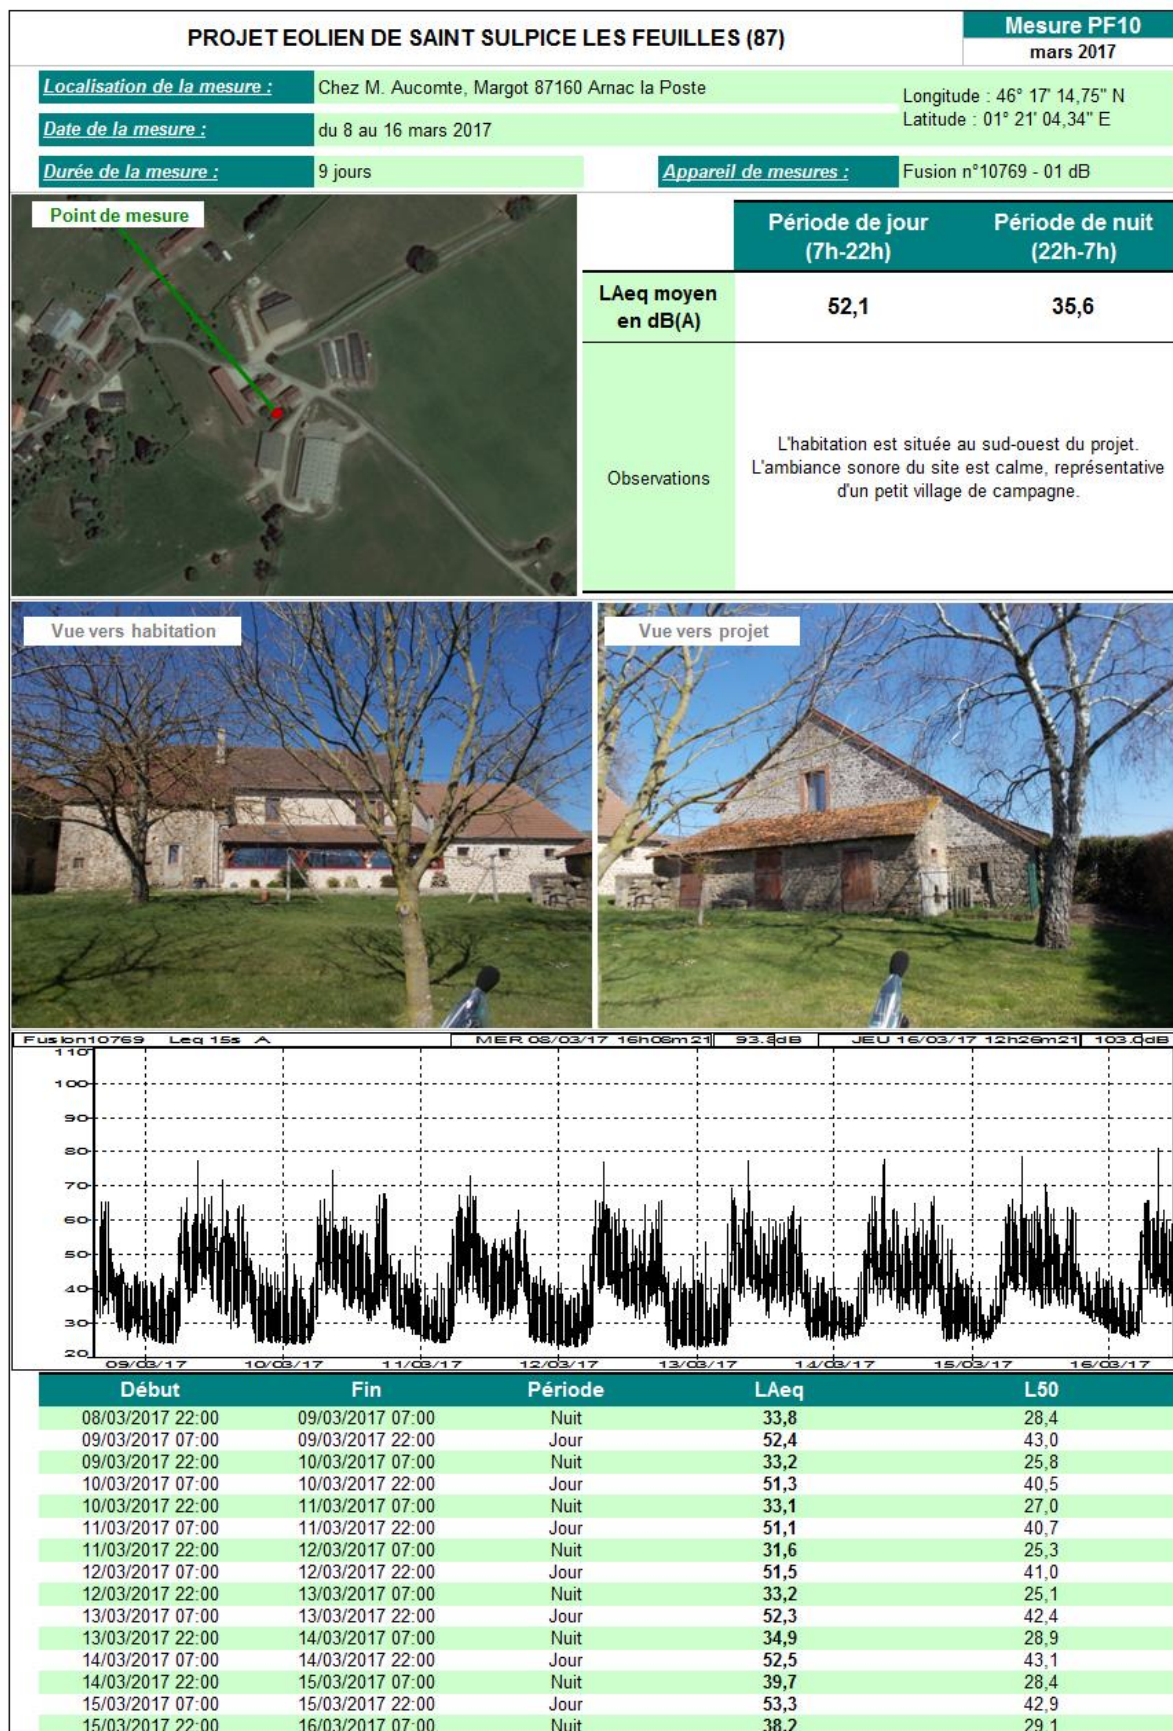 PROJET EOLIEN DE SAINT SULPICE LES FEUILLES (87)
Mesure PF10
mars 2017
Localisation de la mesure :
Chez M. Aucomte, Margot 87160 Arnac la Poste
Longitude : 46° 17' 14,75" N
Latitude : 01° 21' 04,34" E
Date de la mesure :
du 8 au 16 mars 2017
Durée de la mesure :
9 jours
Appareil de mesures :
Fusion n°10769 - 01 dB
Point de mesure
Période de jour
(7h-22h)
Période de nuit
(22h-7h)
LAeq moyen
en dB(A)
52,1
35,6
Observations
L'habitation est située au sud-ouest du projet.
L'ambiance sonore du site est calme, représentative
d'un petit village de campagne.
Vue vers habitation
Vue vers projet
Fusion10769 Leq 15s A MER 08/03/17 16h08m21 93.8dB JEU 16/03/17 12h26m21 103.0dB
110
100
90
80
70
60
50
40
30
20
09/03/17 10/03/17 11/03/17 12/03/17 13/03/17 14/03/17 15/03/17 16/03/17
Début Fin Période LAeq L50
08/03/2017 22:00 09/03/2017 07:00 Nuit 33,8 28,4
09/03/2017 07:00 09/03/2017 22:00 Jour 52,4 43,0
09/03/2017 22:00 10/03/2017 07:00 Nuit 33,2 25,8
10/03/2017 07:00 10/03/2017 22:00 Jour 51,3 40,5
10/03/2017 22:00 11/03/2017 07:00 Nuit 33,1 27,0
11/03/2017 07:00 11/03/2017 22:00 Jour 51,1 40,7
11/03/2017 22:00 12/03/2017 07:00 Nuit 31,6 25,3
12/03/2017 07:00 12/03/2017 22:00 Jour 51,5 41,0
12/03/2017 22:00 13/03/2017 07:00 Nuit 33,2 25,1
13/03/2017 07:00 13/03/2017 22:00 Jour 52,3 42,4
13/03/2017 22:00 14/03/2017 07:00 Nuit 34,9 28,9
14/03/2017 07:00 14/03/2017 22:00 Jour 52,5 43,1
14/03/2017 22:00 15/03/2017 07:00 Nuit 39,7 28,4
15/03/2017 07:00 15/03/2017 22:00 Jour 53,3 42,9
15/03/2017 22:00 16/03/2017 07:00 Nuit 38,2 29,1